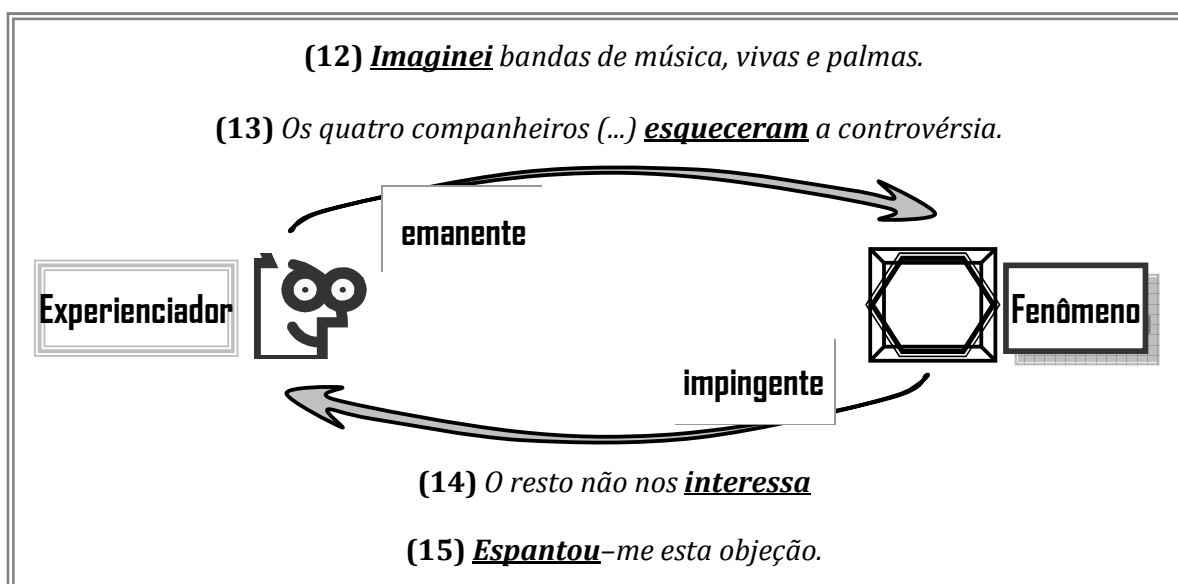 (12) Imaginei bandas de música, vivas e palmas.
(13) Os quatro companheiros (...) esqueceram a controvérsia.
emanente
Experienciador
Fenômeno
impingente
(14) O resto não nos interessa
(15) Espantou–me esta objeção.